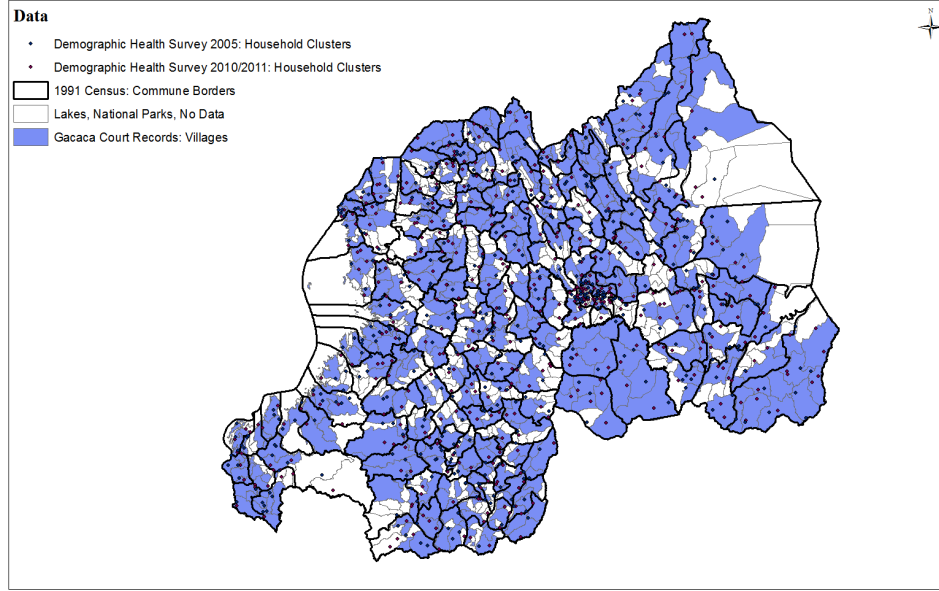 Data
Demographic Health Survey 2005: Household Clusters
Demographic Health Survey 2010/2011: Household Clusters
1991 Census: Commune Borders
Lakes, National Parks, No Data
Gacaca Court Records: Villages
N